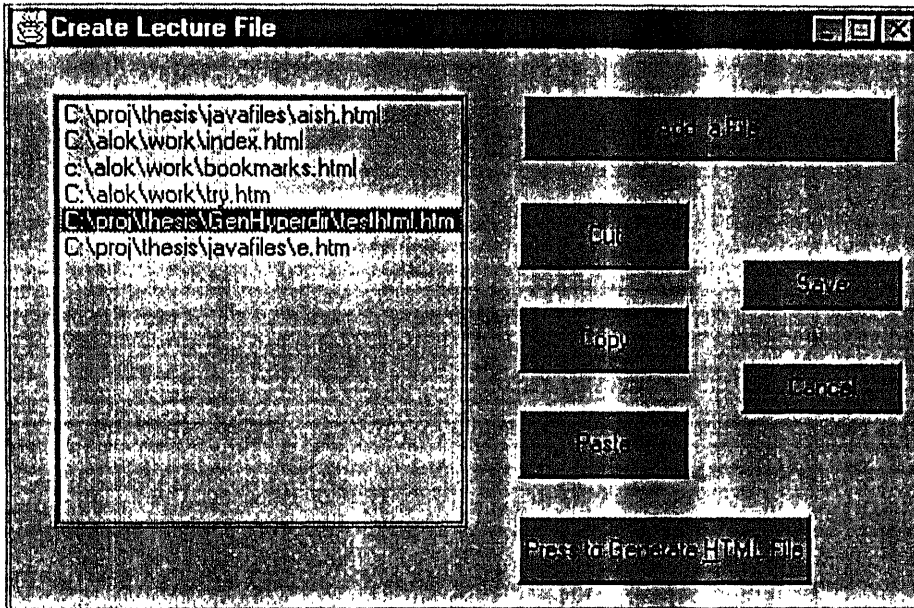 Create Lecture File
C:\proj\thesis\javafiles\aish.html
C:\alok\work\index.html
c:\alok\work\bookmarks.html
C:\alok\work\try.htm
C:\proj\thesis\GenHyperdir\testhtml.htm
C:\proj\thesis\javafiles\e.htm
Add a File
Cut
Copy
Paste
Save
Cancel
Press to Generate HTML File